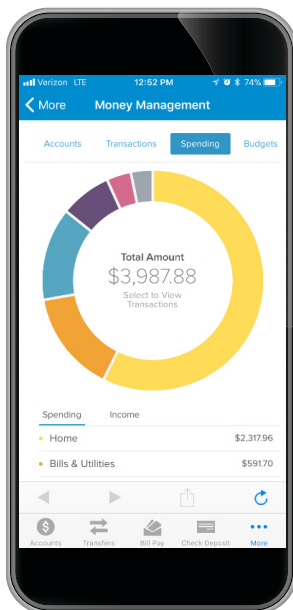 Verizon LTE 12:52 PM 74%
More Money Management
Accounts Transactions Spending Budgets
Total Amount
$3,987.88
Select to View
Transactions
Spending Income
Home $2,317.96
Bills & Utilities $591.70
$
Accounts Transfers Bill Pay Check Deposit More